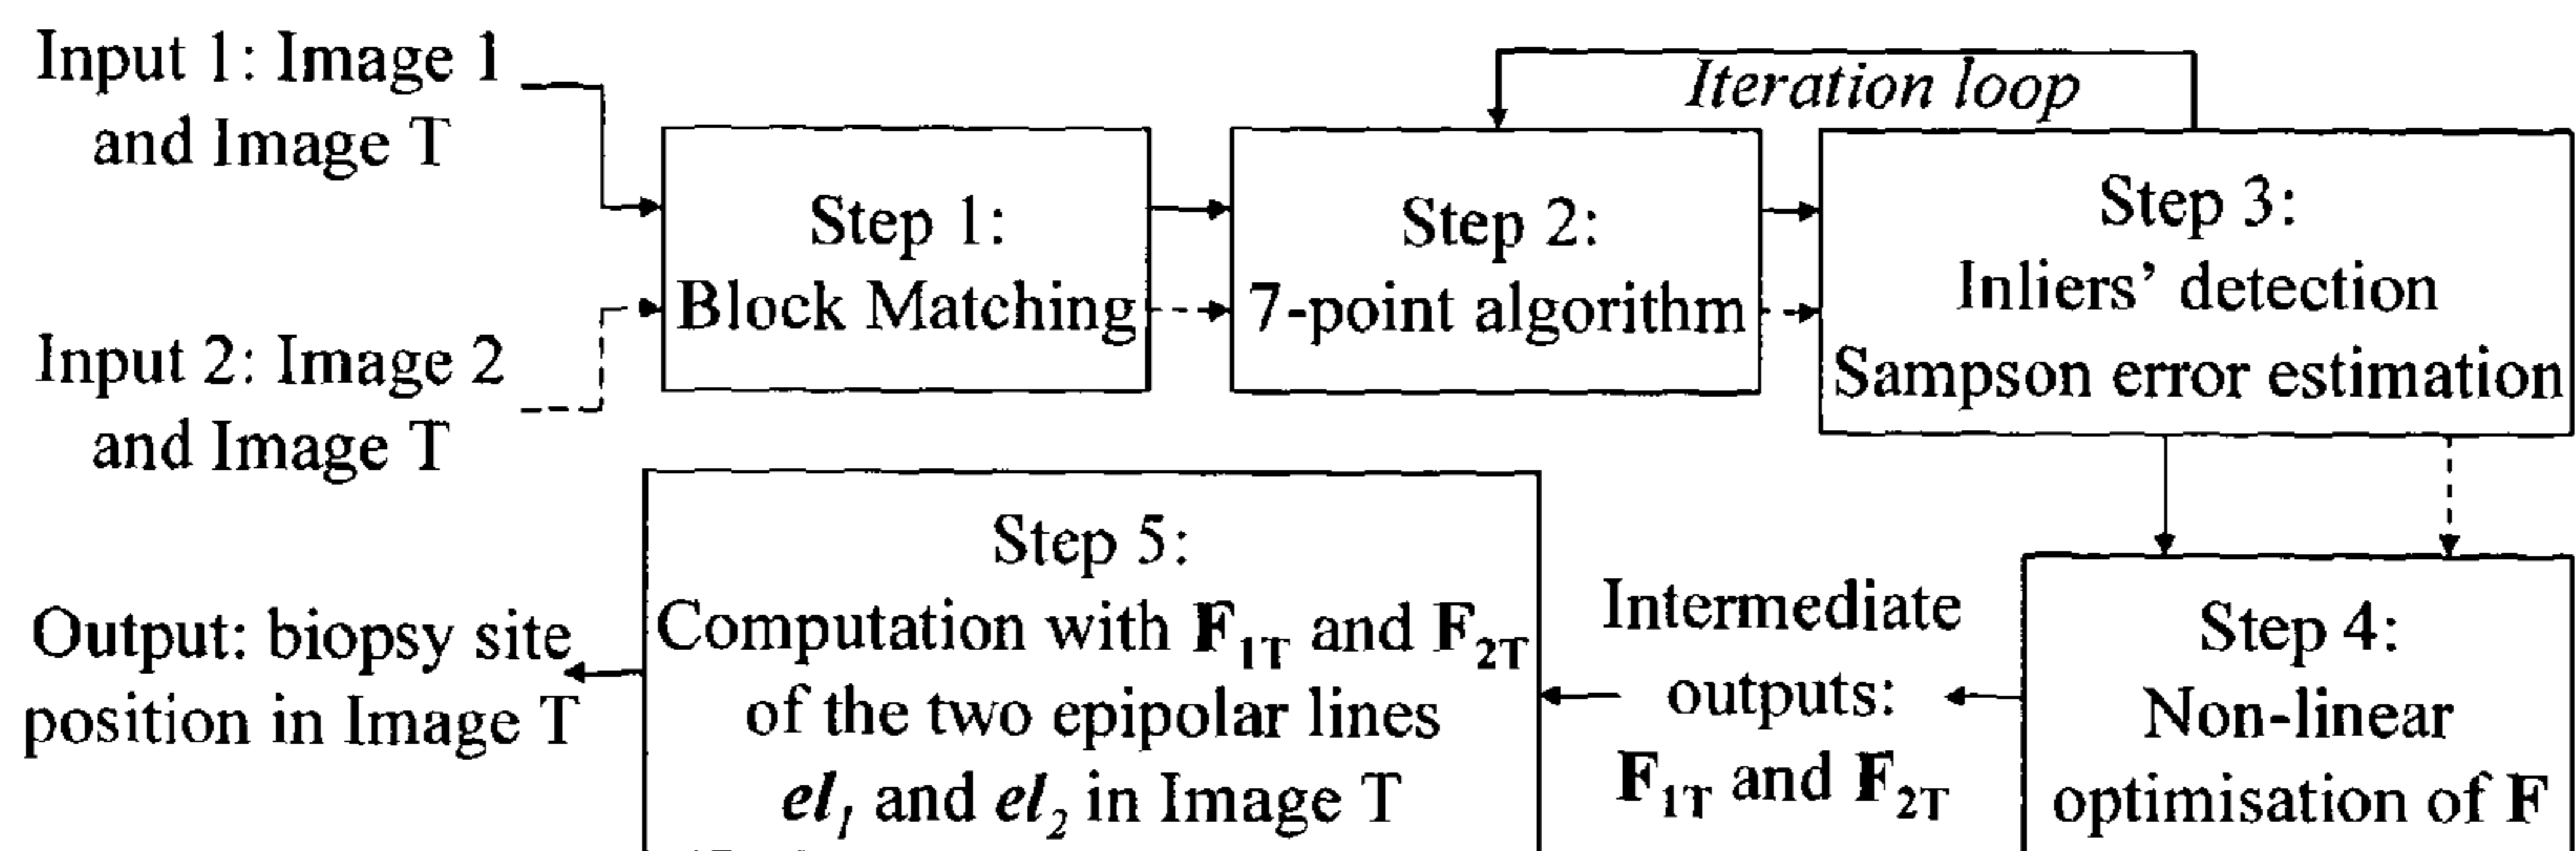 Input 1: Image 1
and Image T
Iteration loop
Step 1:
Block Matching
Step 2:
7-point algorithm
Step 3:
Inliers' detection
Sampson error estimation
Input 2: Image 2
and Image T
Step 4:
Non-linear
optimisation of F
Intermediate
outputs:
F1T and F2T
Step 5:
Computation with F1T and F2T
of the two epipolar lines
el1 and el2 in Image T
Output: biopsy site
position in Image T